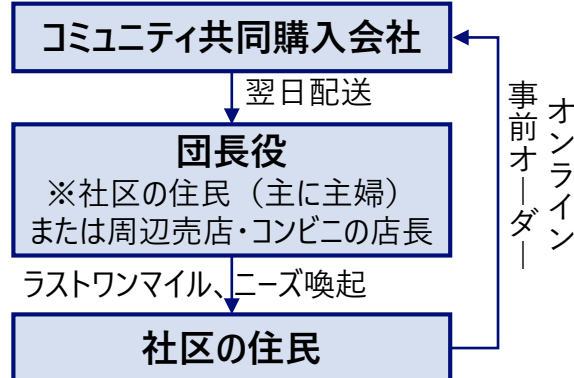 コミュニティ共同購入会社
翌日配送
団長役
※社区の住民（主に主婦）
または周辺売店・コンビニの店長
ラストワンマイル、ニーズ喚起
社区の住民
オンライン
事前オーダー